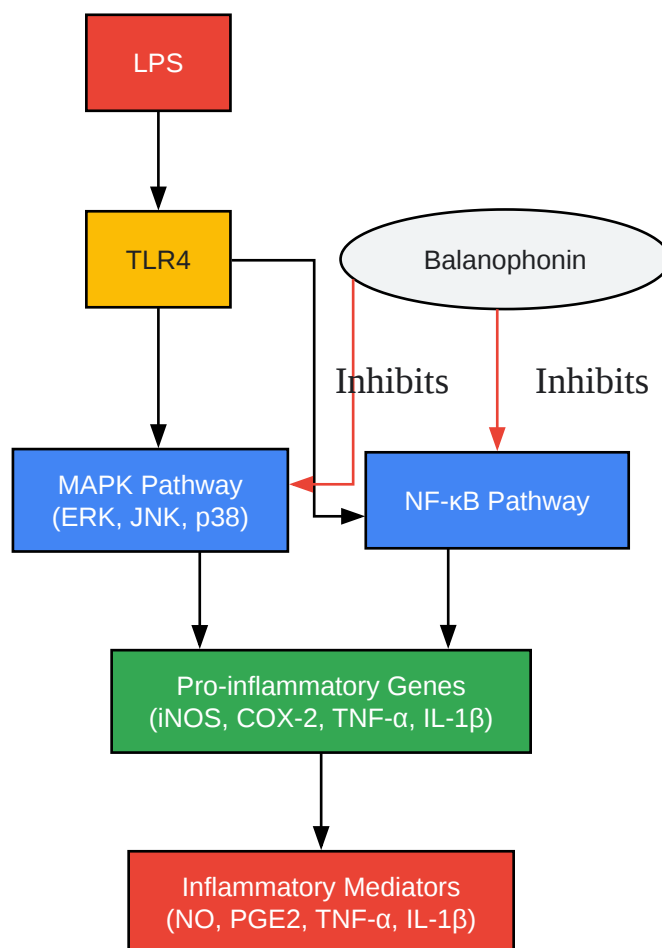 LPS
TLR4
Balanophonin
Inhibits
Inhibits
MAPK Pathway
(ERK, JNK, p38)
NF-κB Pathway
Pro-inflammatory Genes
(iNOS, COX-2, TNF-α, IL-1β)
Inflammatory Mediators
(NO, PGE2, TNF-α, IL-1β)